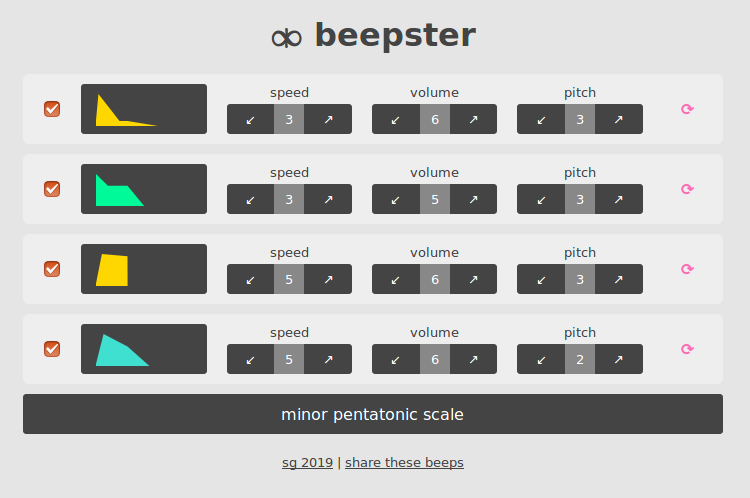 beepster
speed volume pitch
↙ 3 ↗ ↙ 6 ↗ ↙ 3 ↗ ⟳
speed volume pitch
↙ 3 ↗ ↙ 5 ↗ ↙ 3 ↗ ⟳
speed volume pitch
↙ 5 ↗ ↙ 6 ↗ ↙ 3 ↗ ⟳
speed volume pitch
↙ 5 ↗ ↙ 6 ↗ ↙ 2 ↗ ⟳
minor pentatonic scale
sg 2019 | share these beeps